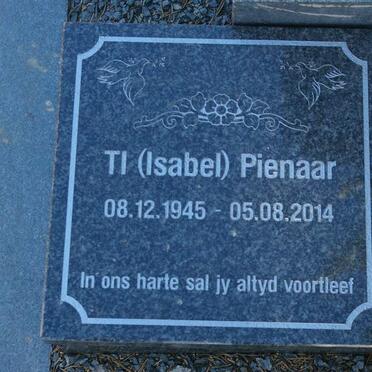 TI (Isabel) Pienaar
08.12.1945 - 05.08.2014
In ons harte sal jy altyd voortleef